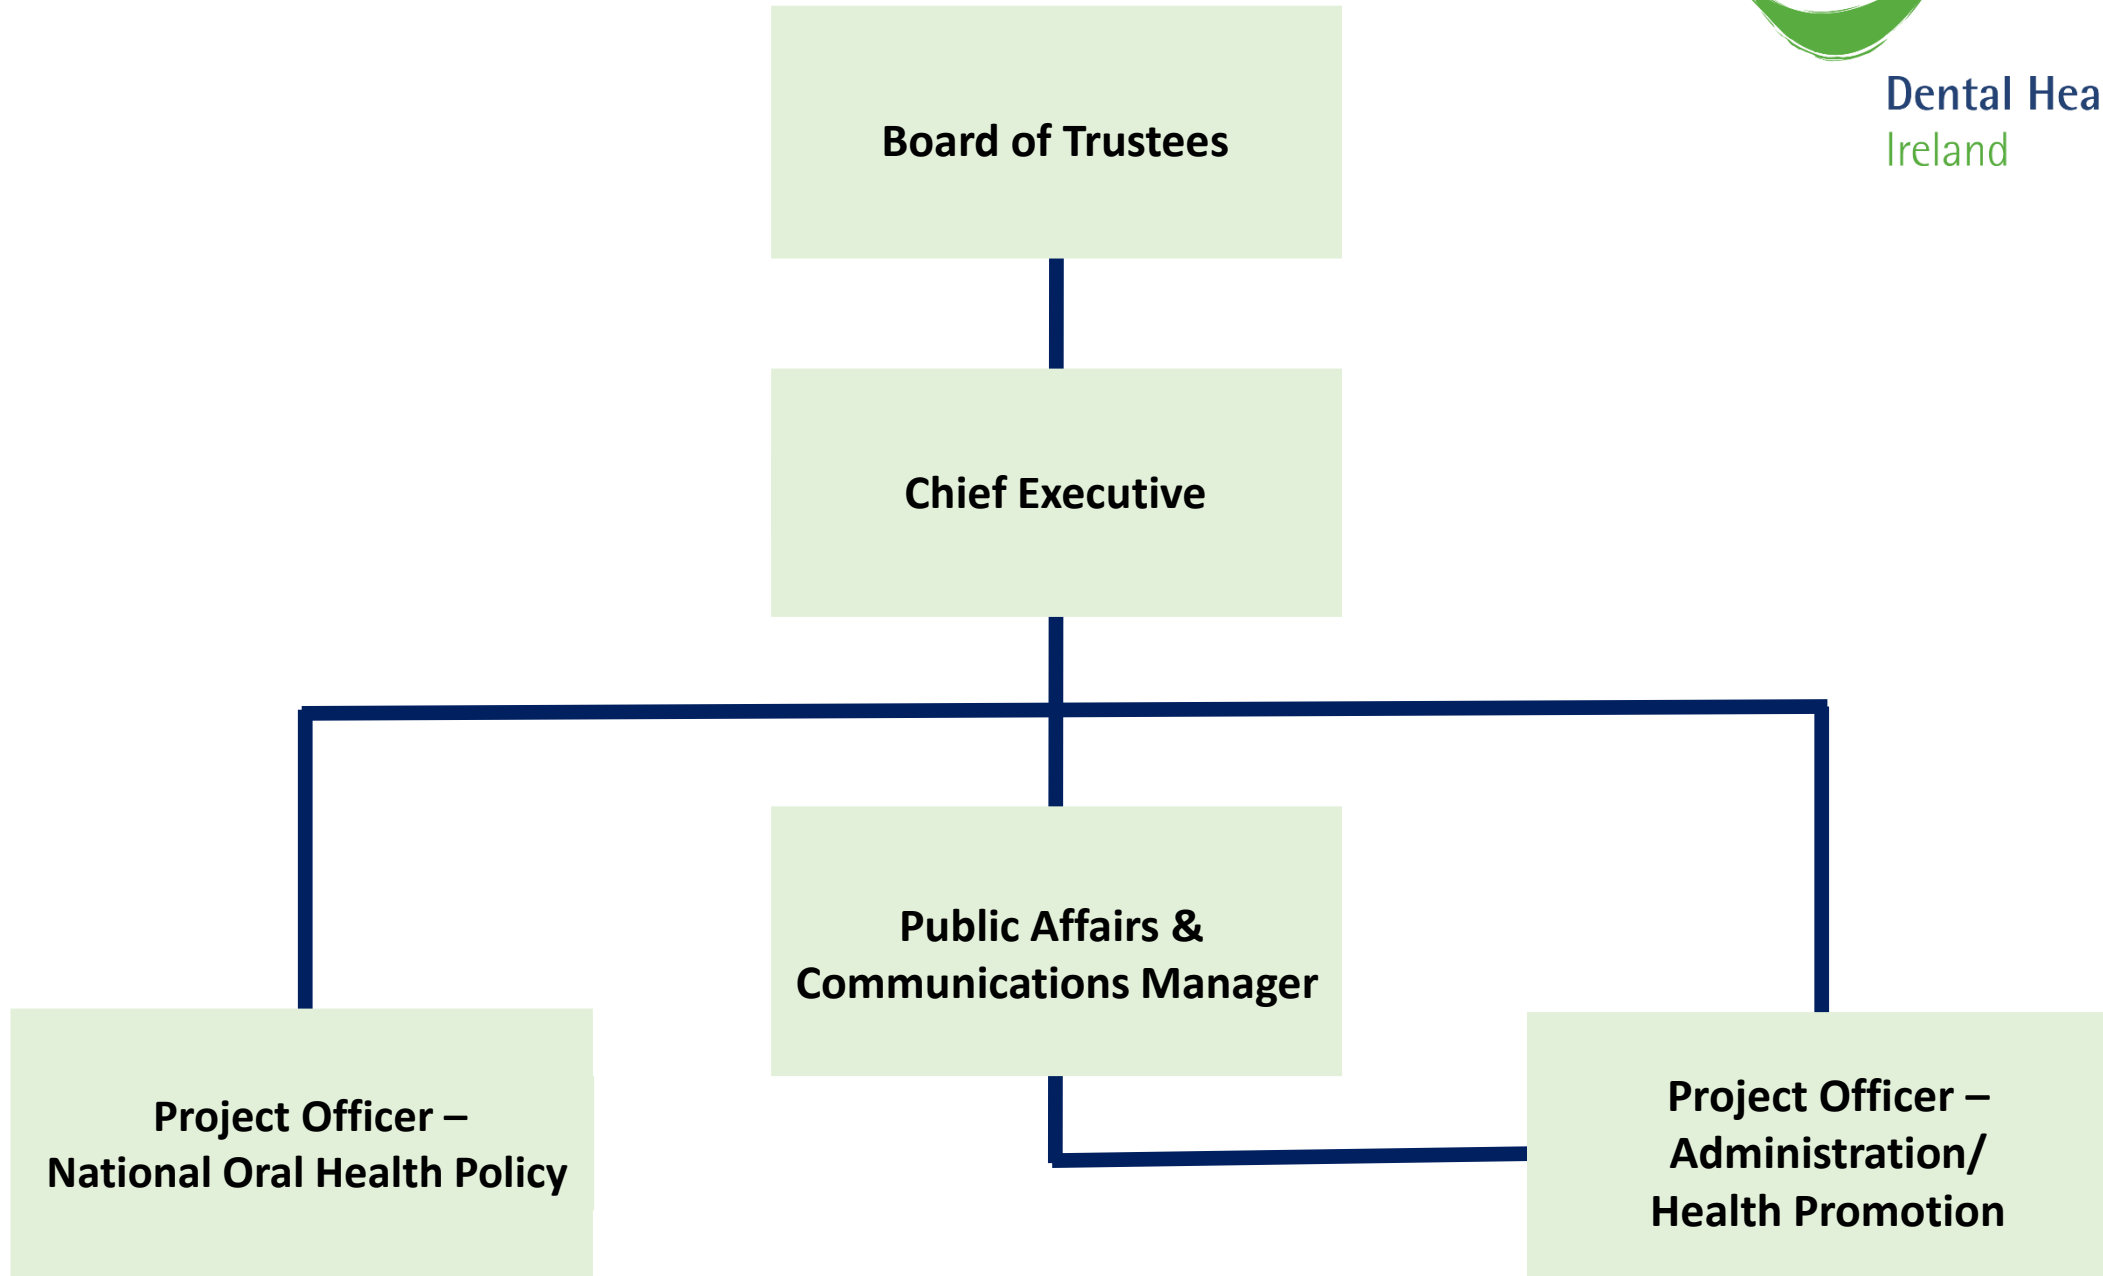 Dental Hea
Ireland
Board of Trustees
Chief Executive
Public Affairs &
Communications Manager
Project Officer –
National Oral Health Policy
Project Officer –
Administration/
Health Promotion